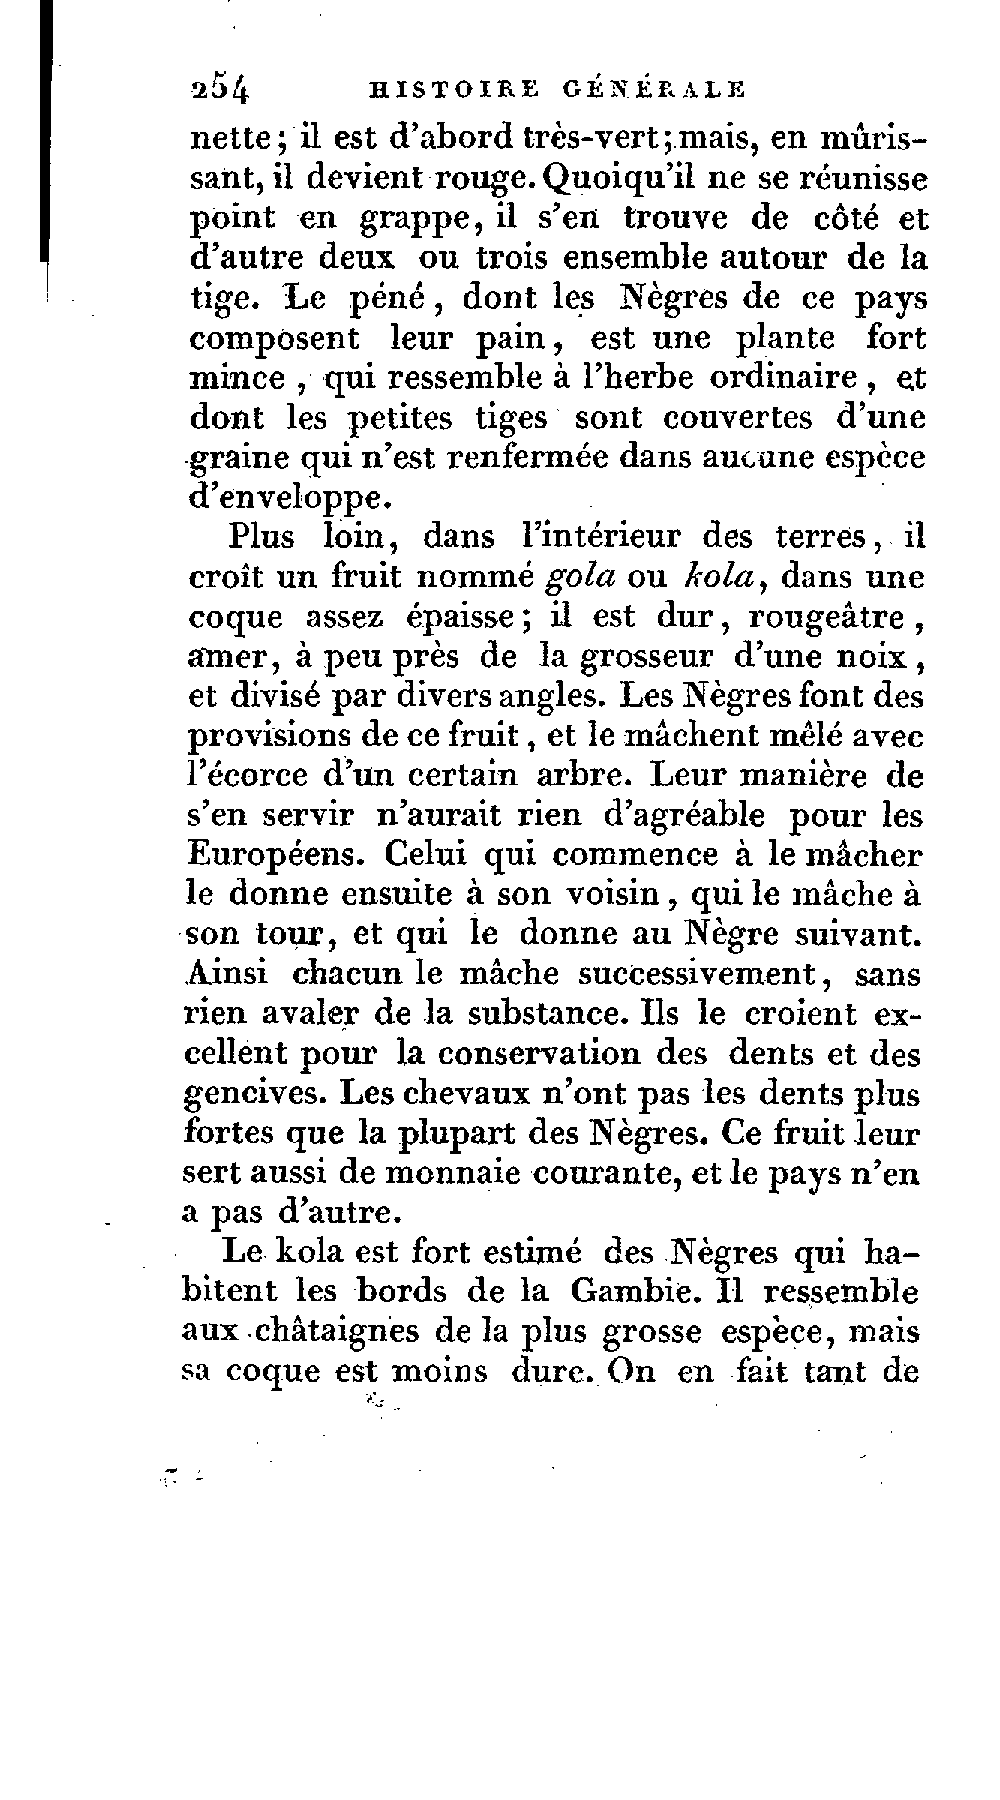 254 HISTOIRE GÉNÉRALE
nette; il est d'abord très-vert; mais, en mûris-
sant, il devient rouge. Quoiqu'il ne se réunisse
point en grappe, il s'en trouve de côté et
d'autre deux ou trois ensemble autour de la
tige. Le péné, dont les Nègres de ce pays
composent leur pain, est une plante fort
mince, qui ressemble à l'herbe ordinaire, et
dont les petites tiges sont couvertes d'une
graine qui n'est renfermée dans aucune espèce
d'enveloppe.
Plus loin, dans l'intérieur des terres, il
croît un fruit nommé gola ou kola, dans une
coque assez épaisse; il est dur, rougeâtre,
amer, à peu près de la grosseur d'une noix,
et divisé par divers angles. Les Nègres font des
provisions de ce fruit, et le mâchent mêlé avec
l'écorce d'un certain arbre. Leur manière de
s'en servir n'aurait rien d'agréable pour les
Européens. Celui qui commence à le mâcher
le donne ensuite à son voisin, qui le mâche à
son tour, et qui le donne au Nègre suivant.
Ainsi chacun le mâche successivement, sans
rien avaler de la substance. Ils le croient ex-
cellent pour la conservation des dents et des
gencives. Les chevaux n'ont pas les dents plus
fortes que la plupart des Nègres. Ce fruit leur
sert aussi de monnaie courante, et le pays n'en
a pas d'autre.
Le kola est fort estimé des Nègres qui ha-
bitent les bords de la Gambie. Il ressemble
aux châtaignes de la plus grosse espèce, mais
sa coque est moins dure. On en fait tant de